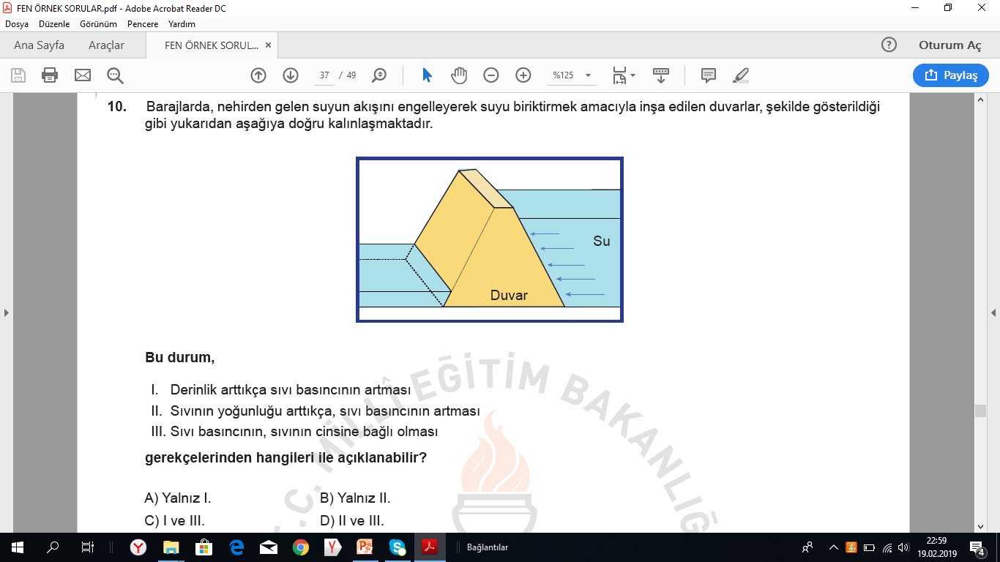 FEN ÖRNEK SORULAR.pdf - Adobe Acrobat Reader DC
Dosya Düzenle Görünüm Pencere Yardım
Ana Sayfa Araçlar FEN ÖRNEK SORUL... × Oturum Aç
37 / 49 %125 Paylaş
10. Barajlarda, nehirden gelen suyun akışını engelleyerek suyu biriktirmek amacıyla inşa edilen duvarlar, şekilde gösterildiği
gibi yukarıdan aşağıya doğru kalınlaşmaktadır.
Su
Duvar
Bu durum,
I. Derinlik arttıkça sıvı basıncının artması
II. Sıvının yoğunluğu arttıkça, sıvı basıncının artması
III. Sıvı basıncının, sıvının cinsine bağlı olması
gerekçelerinden hangileri ile açıklanabilir?
A) Yalnız I. B) Yalnız II.
C) I ve III. D) II ve III.
T.C. MİLLÎ EĞİTİM BAKANLIĞI
Bağlantılar
22:59
19.02.2019
4